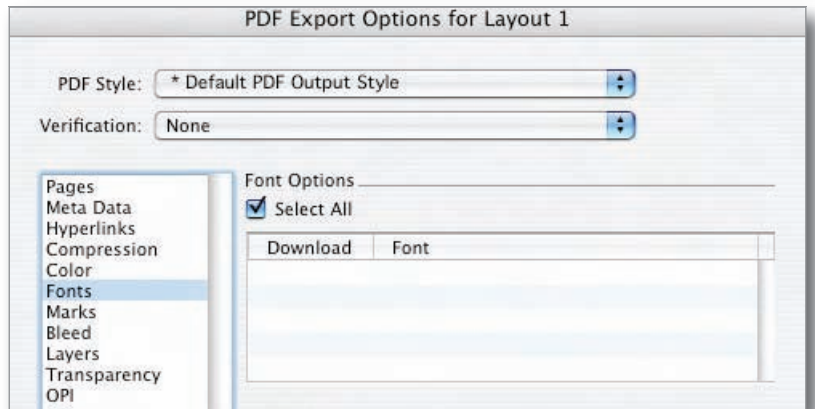 PDF Export Options for Layout 1
PDF Style: * Default PDF Output Style
Verification: None
Pages
Meta Data
Hyperlinks
Compression
Color
Fonts
Marks
Bleed
Layers
Transparency
OPI
Font Options
Select All
Download Font